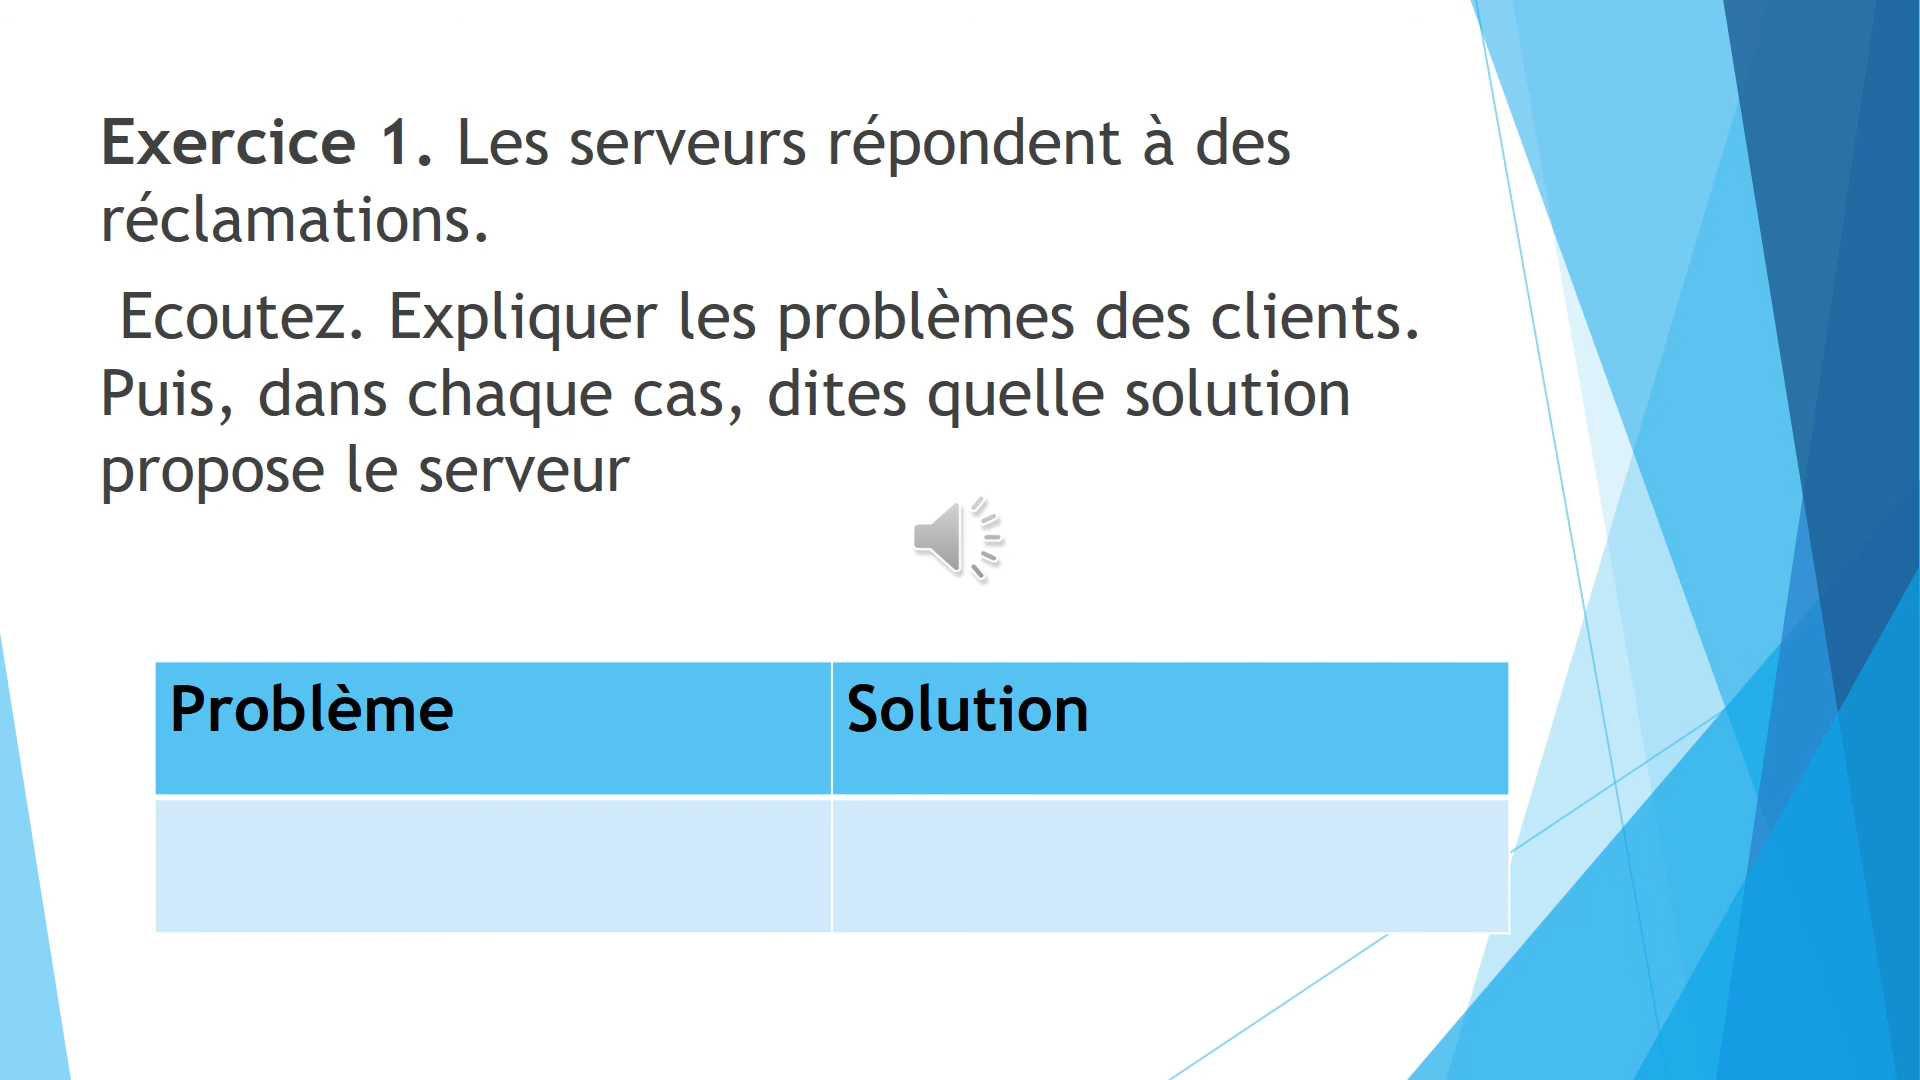 Exercice 1. Les serveurs répondent à des
réclamations.
Ecoutez. Expliquer les problèmes des clients.
Puis, dans chaque cas, dites quelle solution
propose le serveur
Problème
Solution